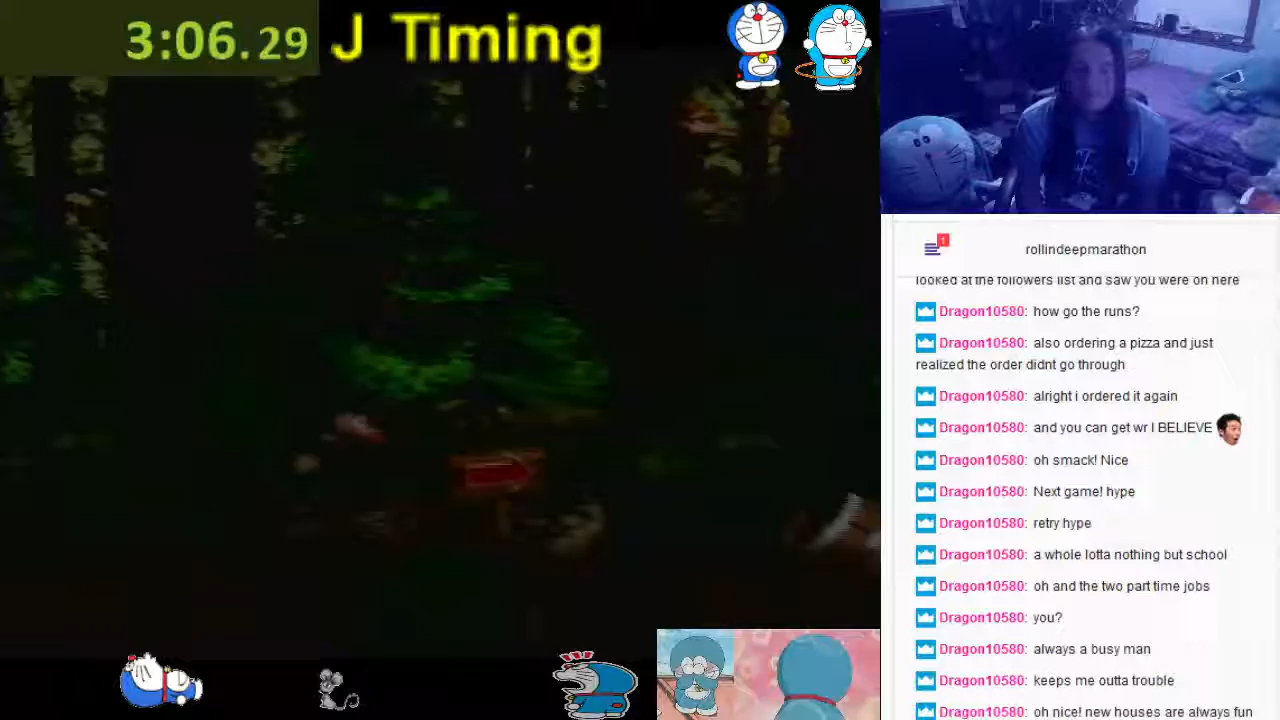 3:06.29 J Timing
1
rollindeepmarathon
looked at the followers list and saw you were on here
Dragon10580: how go the runs?
Dragon10580: also ordering a pizza and just
realized the order didnt go through
Dragon10580: alright i ordered it again
Dragon10580: and you can get wr I BELIEVE
Dragon10580: oh smack! Nice
Dragon10580: Next game! hype
Dragon10580: retry hype
Dragon10580: a whole lotta nothing but school
Dragon10580: oh and the two part time jobs
Dragon10580: you?
Dragon10580: always a busy man
Dragon10580: keeps me outta trouble
Dragon10580: oh nice! new houses are always fun